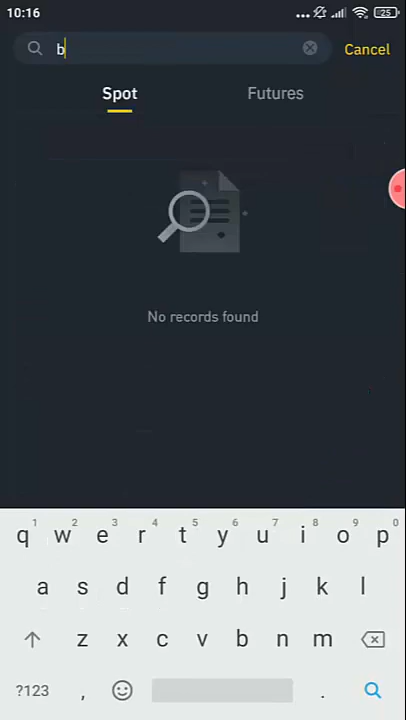 10:16
25
b
Cancel
Spot
Futures
No records found
1 2 3 4 5 6 7 8 9 0
q w e r t y u i o p
a s d f g h j k l
z x c v b n m
?123 , .